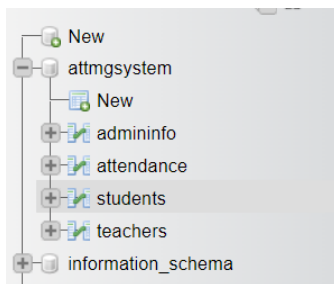 New
attmgsystem
New
admininfo
attendance
students
teachers
information_schema